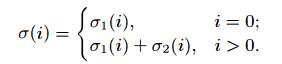 σ(i) = { σ₁(i), i = 0;
σ₁(i) + σ₂(i), i > 0.